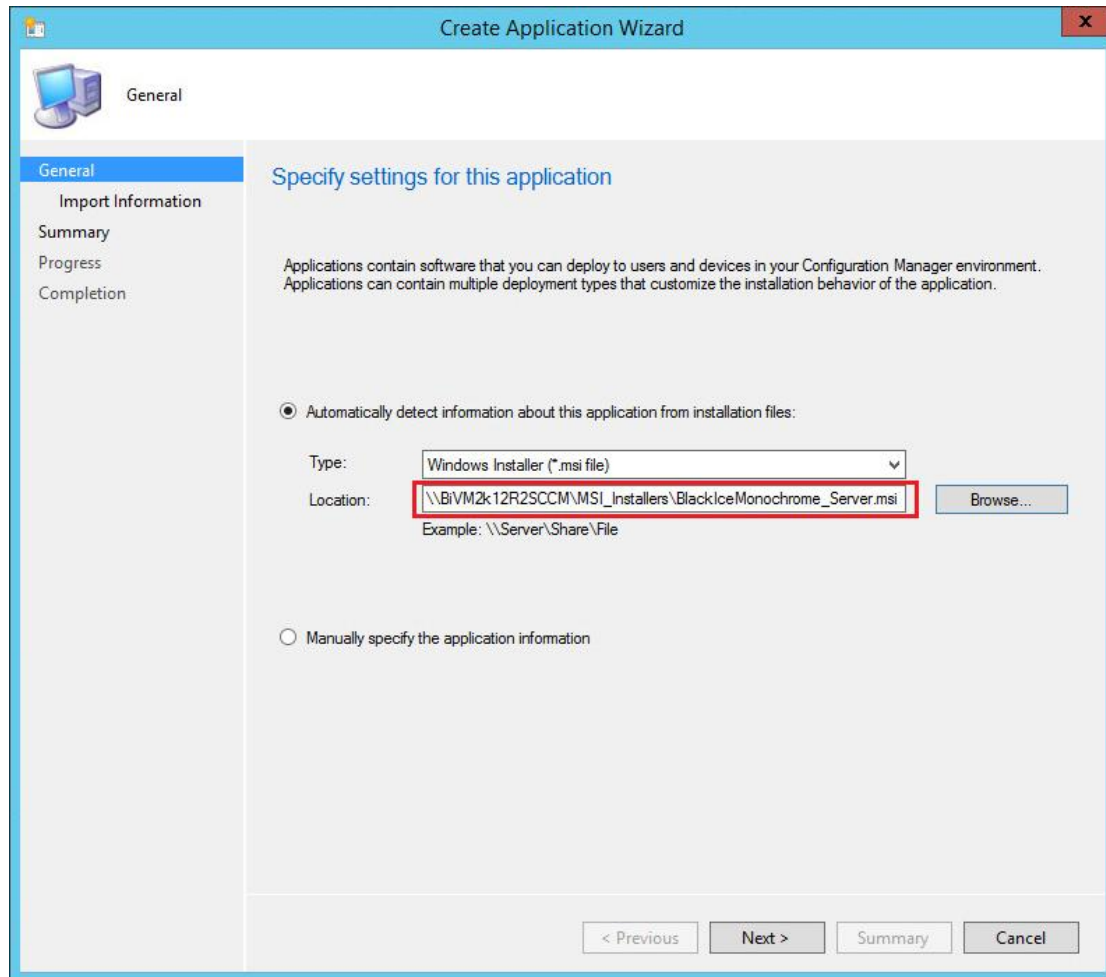 Create Application Wizard
x
General
General
Import Information
Summary
Progress
Completion
Specify settings for this application
Applications contain software that you can deploy to users and devices in your Configuration Manager environment.
Applications can contain multiple deployment types that customize the installation behavior of the application.
Automatically detect information about this application from installation files:
Type: Windows Installer (*.msi file)
Location: \\BiVM2k12R2SCCM\MSI_Installers\BlackIceMonochrome_Server.msi Browse...
Example: \\Server\Share\File
Manually specify the application information
< Previous Next > Summary Cancel